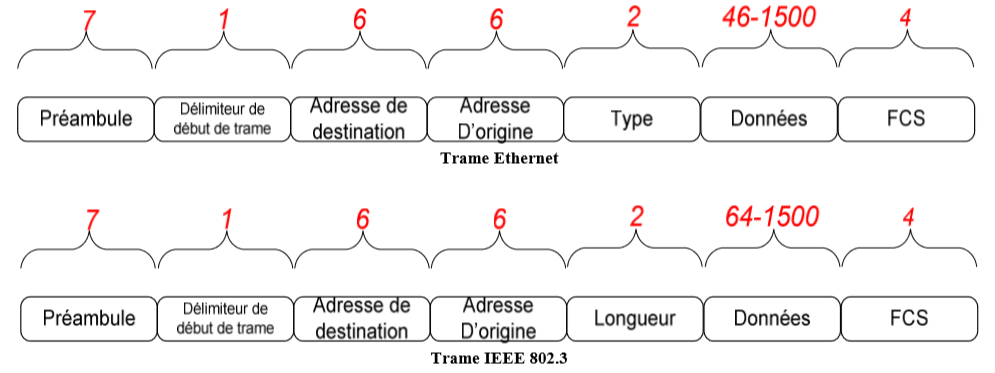 7 1 6 6 2 46-1500 4
Préambule
Délimiteur de
début de trame
Adresse de
destination
Adresse
D'origine
Type
Données
FCS
Trame Ethernet
7 1 6 6 2 64-1500 4
Préambule
Délimiteur de
début de trame
Adresse de
destination
Adresse
D'origine
Longueur
Données
FCS
Trame IEEE 802.3